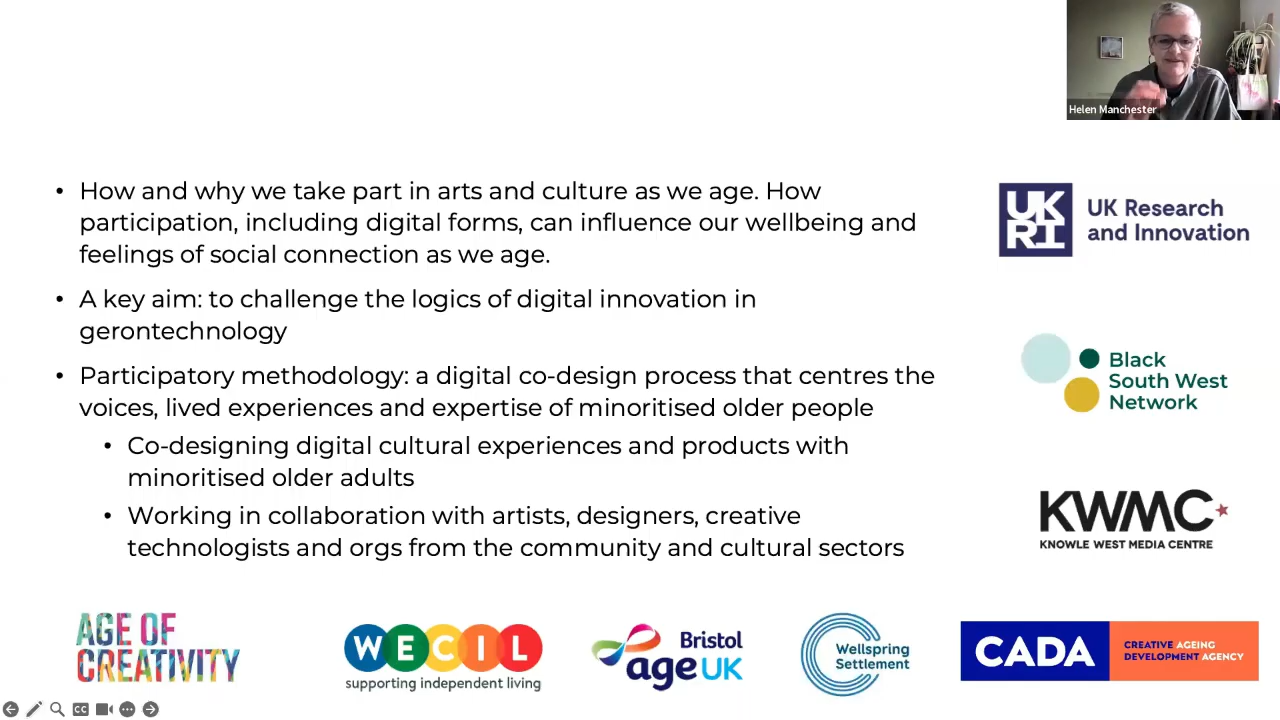 Helen Manchester
• How and why we take part in arts and culture as we age. How
participation, including digital forms, can influence our wellbeing and
feelings of social connection as we age.
• A key aim: to challenge the logics of digital innovation in
gerontechnology
• Participatory methodology: a digital co-design process that centres the
voices, lived experiences and expertise of minoritised older people
• Co-designing digital cultural experiences and products with
minoritised older adults
• Working in collaboration with artists, designers, creative
technologists and orgs from the community and cultural sectors
UK
RI
UK Research
and Innovation
Black
South West
Network
KWMC
KNOWLE WEST MEDIA CENTRE
AGE OF
CREATIVITY
WECIL
supporting independent living
Bristol
age UK
Wellspring
Settlement
CADA
CREATIVE AGEING
DEVELOPMENT AGENCY
CC